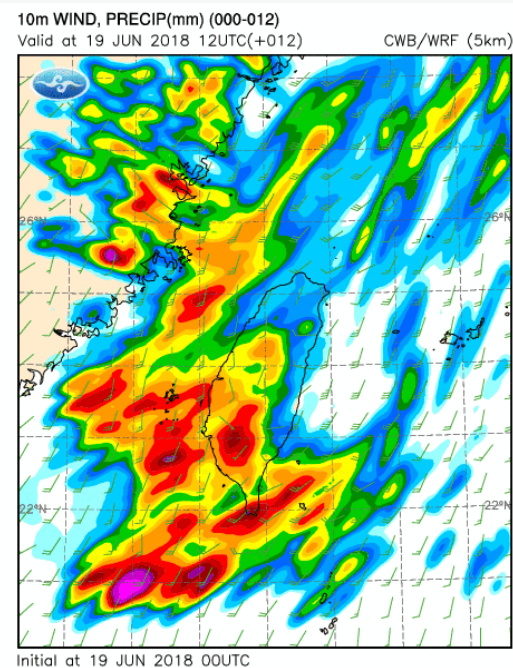 10m WIND, PRECIP(mm) (000-012)
Valid at 19 JUN 2018 12UTC(+012) CWB/WRF (5km)
26°N 26°N
22°N 22°N
Initial at 19 JUN 2018 00UTC